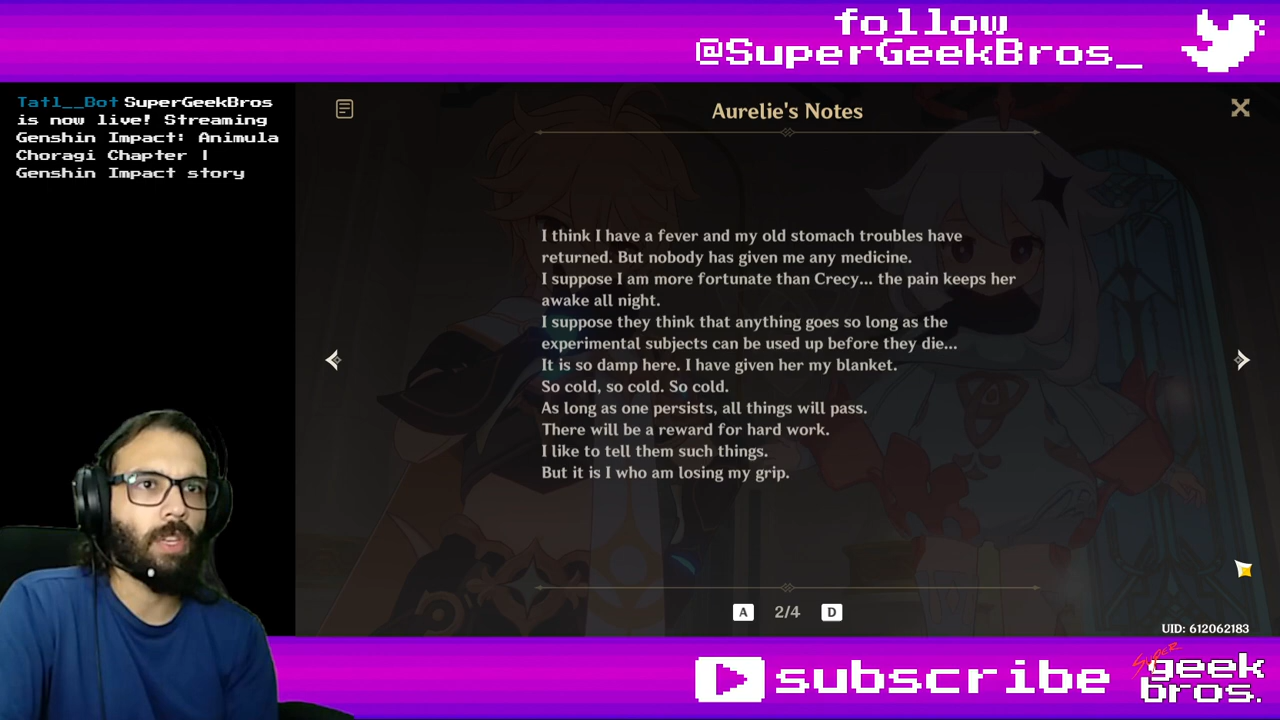 follow
@SuperGeekBros_
Tatl__Bot SuperGeekBros
is now live! Streaming
Genshin Impact: Animula
Choragi Chapter |
Genshin Impact story
Aurelie's Notes
I think I have a fever and my old stomach troubles have
returned. But nobody has given me any medicine.
I suppose I am more fortunate than Crecy... the pain keeps her
awake all night.
I suppose they think that anything goes so long as the
experimental subjects can be used up before they die...
It is so damp here. I have given her my blanket.
So cold, so cold. So cold.
As long as one persists, all things will pass.
There will be a reward for hard work.
I like to tell them such things.
But it is I who am losing my grip.
A 2/4 D
UID: 612062183
subscribe
Super
geek
bros.